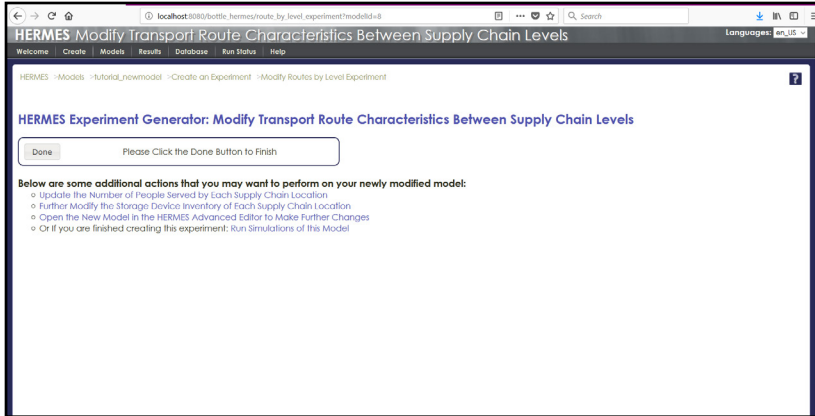 localhost:8080/bottle_hermes/route_by_level_experiment?modelId=8
Search
HERMES Modify Transport Route Characteristics Between Supply Chain Levels
Languages: en_US
Welcome Create Models Results Database Run Status Help
HERMES >Models >tutorial_newmodel >Create an Experiment >Modify Routes by Level Experiment
?
HERMES Experiment Generator: Modify Transport Route Characteristics Between Supply Chain Levels
Done Please Click the Done Button to Finish
Below are some additional actions that you may want to perform on your newly modified model:
Update the Number of People Served by Each Supply Chain Location
Further Modify the Storage Device Inventory of Each Supply Chain Location
Open the New Model in the HERMES Advanced Editor to Make Further Changes
Or If you are finished creating this experiment: Run Simulations of this Model